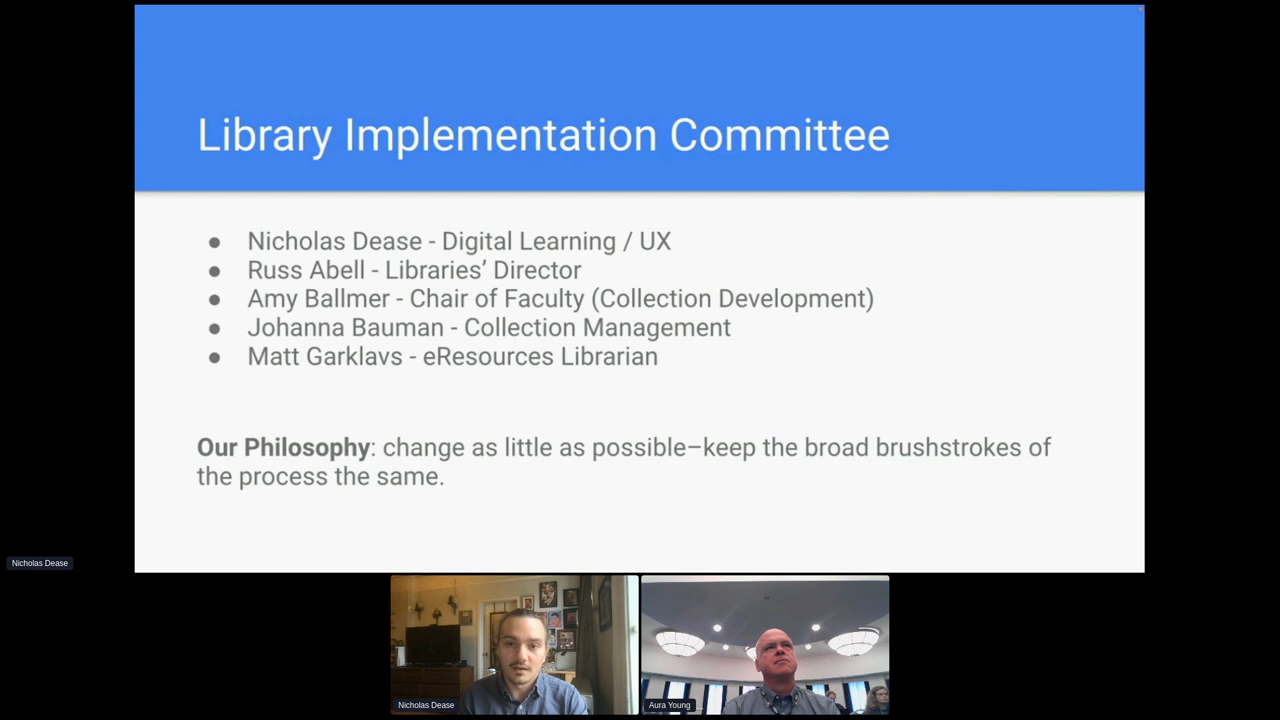 Library Implementation Committee
● Nicholas Dease - Digital Learning / UX
● Russ Abell - Libraries’ Director
● Amy Ballmer - Chair of Faculty (Collection Development)
● Johanna Bauman - Collection Management
● Matt Garklavs - eResources Librarian
Our Philosophy: change as little as possible–keep the broad brushstrokes of
the process the same.
Nicholas Dease
Nicholas Dease
Aura Young